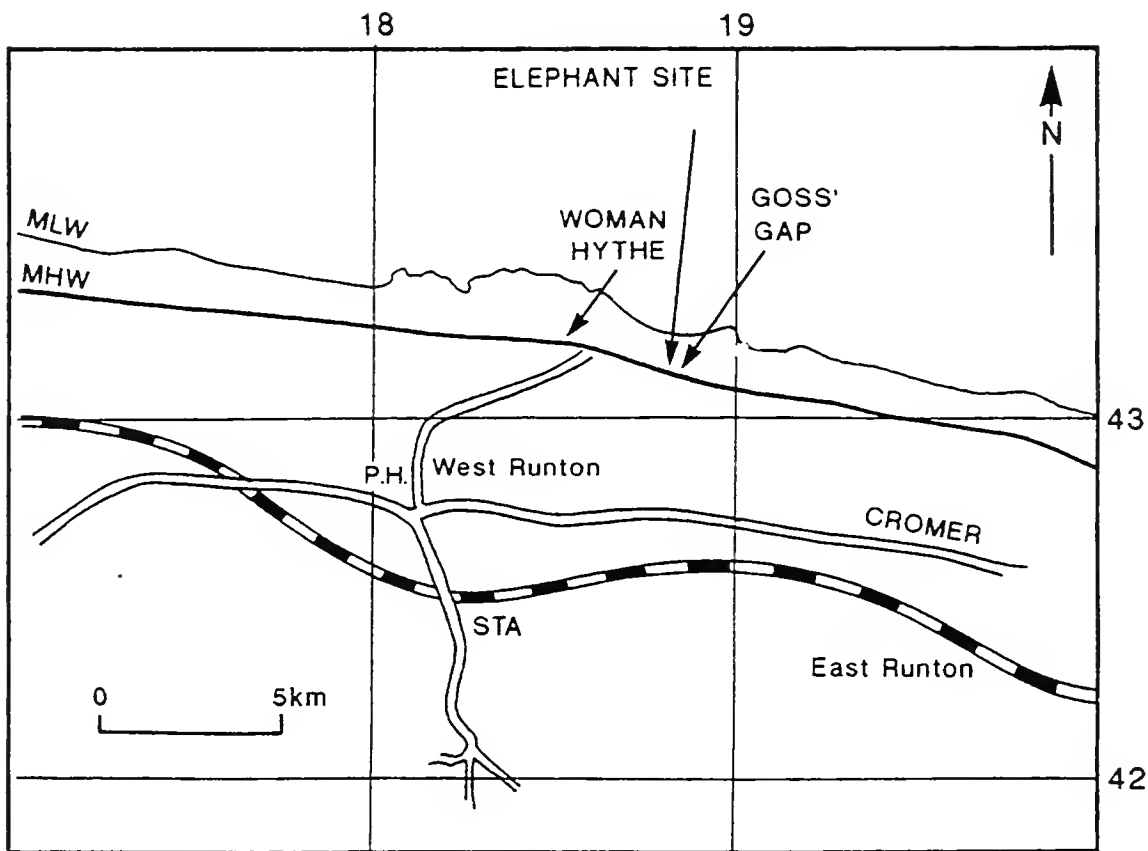 18
19
ELEPHANT SITE
N
GOSS'
GAP
WOMAN
HYTHE
MLW
MHW
43
P.H.
West Runton
CROMER
STA
East Runton
0
5km
42